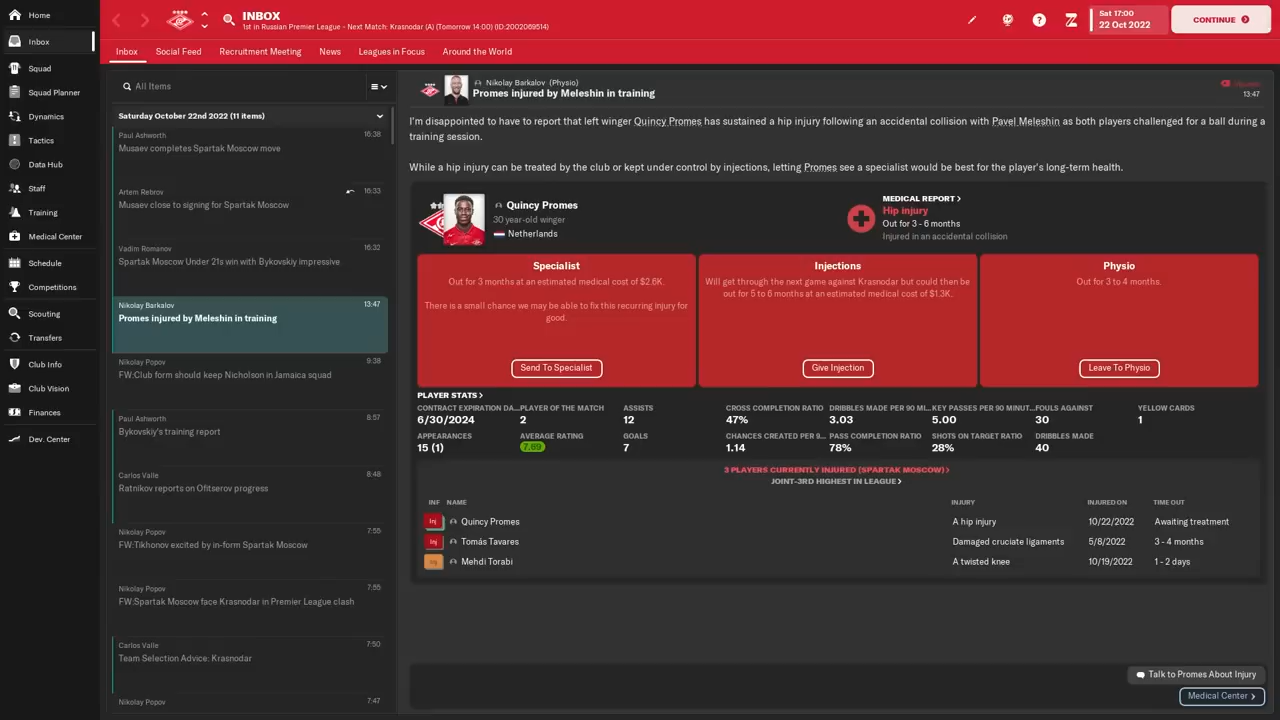 Home
Inbox
Squad
Squad Planner
Dynamics
Tactics
Data Hub
Staff
Training
Medical Center
Schedule
Competitions
Scouting
Transfers
Club Info
Club Vision
Finances
Dev. Center
INBOX
1st in Russian Premier League - Next Match: Krasnodar (A) (Tomorrow 14:00) (ID:2002069514)
Sat 17:00
22 Oct 2022
CONTINUE
Inbox
Social Feed
Recruitment Meeting
News
Leagues in Focus
Around the World
All Items
Saturday October 22nd 2022 (11 items)
Paul Ashworth 16:38
Musaev completes Spartak Moscow move
Artem Rebrov 16:33
Musaev close to signing for Spartak Moscow
Vadim Romanov 16:32
Spartak Moscow Under 21s win with Bykovskiy impressive
Nikolay Barkalov 13:47
Promes injured by Meleshin in training
Nikolay Popov 9:38
FW:Club form should keep Nicholson in Jamaica squad
Paul Ashworth 8:57
Bykovskiy's training report
Carlos Valle 8:48
Ratnikov reports on Ofitserov progress
Nikolay Popov 7:55
FW:Tikhonov excited by in-form Spartak Moscow
Nikolay Popov 7:55
FW:Spartak Moscow face Krasnodar in Premier League clash
Carlos Valle 7:50
Team Selection Advice: Krasnodar
Nikolay Popov 7:47
Nikolay Barkalov (Physio)
Promes injured by Meleshin in training
13:47
I'm disappointed to have to report that left winger Quincy Promes has sustained a hip injury following an accidental collision with Pavel Meleshin as both players challenged for a ball during a
training session.
While a hip injury can be treated by the club or kept under control by injections, letting Promes see a specialist would be best for the player's long-term health.
Quincy Promes
30 year-old winger
Netherlands
MEDICAL REPORT >
Hip injury
Out for 3 - 6 months
Injured in an accidental collision
Specialist
Out for 3 months at an estimated medical cost of $2.6K.
There is a small chance we may be able to fix this recurring injury for
good.
Send To Specialist
Injections
Will get through the next game against Krasnodar but could then be
out for 5 to 6 months at an estimated medical cost of $1.3K.
Give Injection
Physio
Out for 3 to 4 months.
Leave To Physio
PLAYER STATS >
CONTRACT EXPIRATION DA... PLAYER OF THE MATCH ASSISTS CROSS COMPLETION RATIO DRIBBLES MADE PER 90 MI... KEY PASSES PER 90 MINUT... FOULS AGAINST YELLOW CARDS
6/30/2024 2 12 47% 3.03 5.00 30 1
APPEARANCES AVERAGE RATING GOALS CHANCES CREATED PER 9... PASS COMPLETION RATIO SHOTS ON TARGET RATIO DRIBBLES MADE
15 (1) 7.69 7 1.14 78% 28% 40
3 PLAYERS CURRENTLY INJURED (SPARTAK MOSCOW) >
JOINT-3RD HIGHEST IN LEAGUE >
INF NAME INJURY INJURED ON TIME OUT
Inj Quincy Promes A hip injury 10/22/2022 Awaiting treatment
Inj Tomás Tavares Damaged cruciate ligaments 5/8/2022 3 - 4 months
Inj Mehdi Torabi A twisted knee 10/19/2022 1 - 2 days
Talk to Promes About Injury
Medical Center >